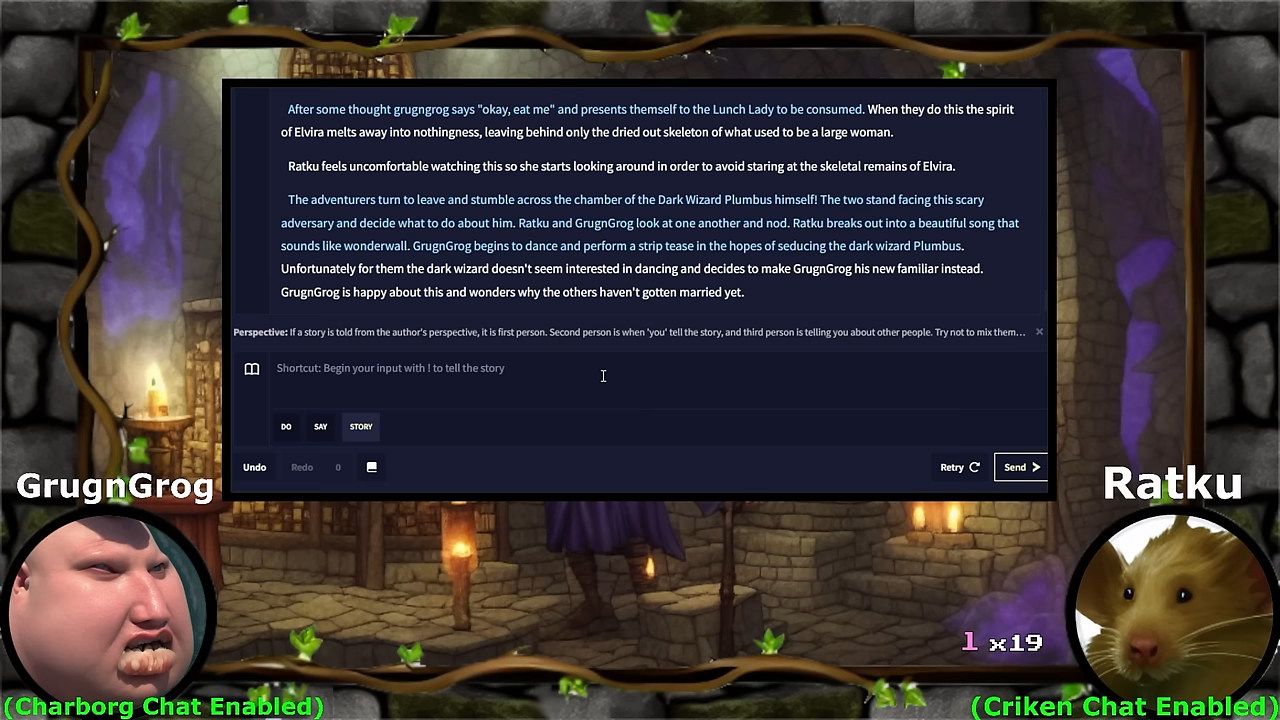 After some thought grugngrog says "okay, eat me" and presents themself to the Lunch Lady to be consumed. When they do this the spirit
of Elvira melts away into nothingness, leaving behind only the dried out skeleton of what used to be a large woman.
Ratku feels uncomfortable watching this so she starts looking around in order to avoid staring at the skeletal remains of Elvira.
The adventurers turn to leave and stumble across the chamber of the Dark Wizard Plumbus himself! The two stand facing this scary
adversary and decide what to do about him. Ratku and GrugnGrog look at one another and nod. Ratku breaks out into a beautiful song that
sounds like wonderwall. GrugnGrog begins to dance and perform a strip tease in the hopes of seducing the dark wizard Plumbus.
Unfortunately for them the dark wizard doesn't seem interested in dancing and decides to make GrugnGrog his new familiar instead.
GrugnGrog is happy about this and wonders why the others haven't gotten married yet.
Perspective: If a story is told from the author's perspective, it is first person. Second person is when 'you' tell the story, and third person is telling you about other people. Try not to mix them...
Shortcut: Begin your input with ! to tell the story
DO SAY STORY
Undo Redo 0 Retry Send
GrugnGrog
Ratku
1 x19
(Charborg Chat Enabled)
(Criken Chat Enabled)